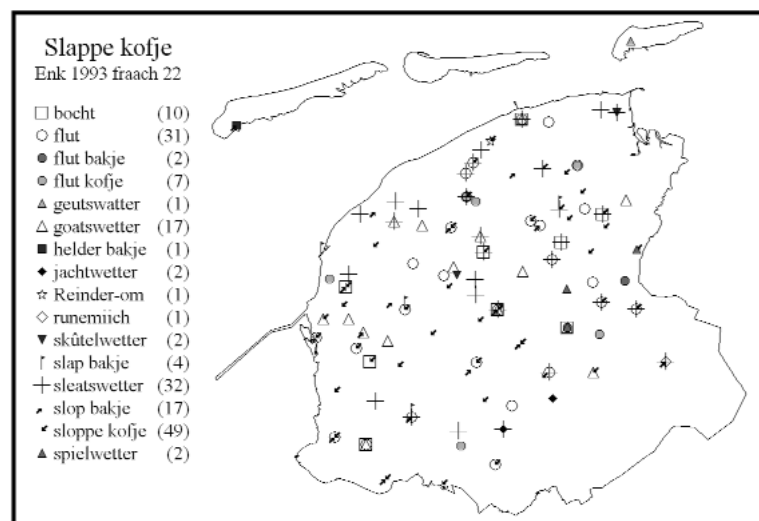 Slappe kofje
Enk 1993 fraach 22
bocht (10)
flut (31)
flut bakje (2)
flut kofje (7)
geutswatter (1)
goatswetter (17)
helder bakje (1)
jachtwetter (2)
Reinder-om (1)
runemiich (1)
skûtelwetter (2)
slap bakje (4)
sleatswetter (32)
slop bakje (17)
sloppe kofje (49)
spielwetter (2)